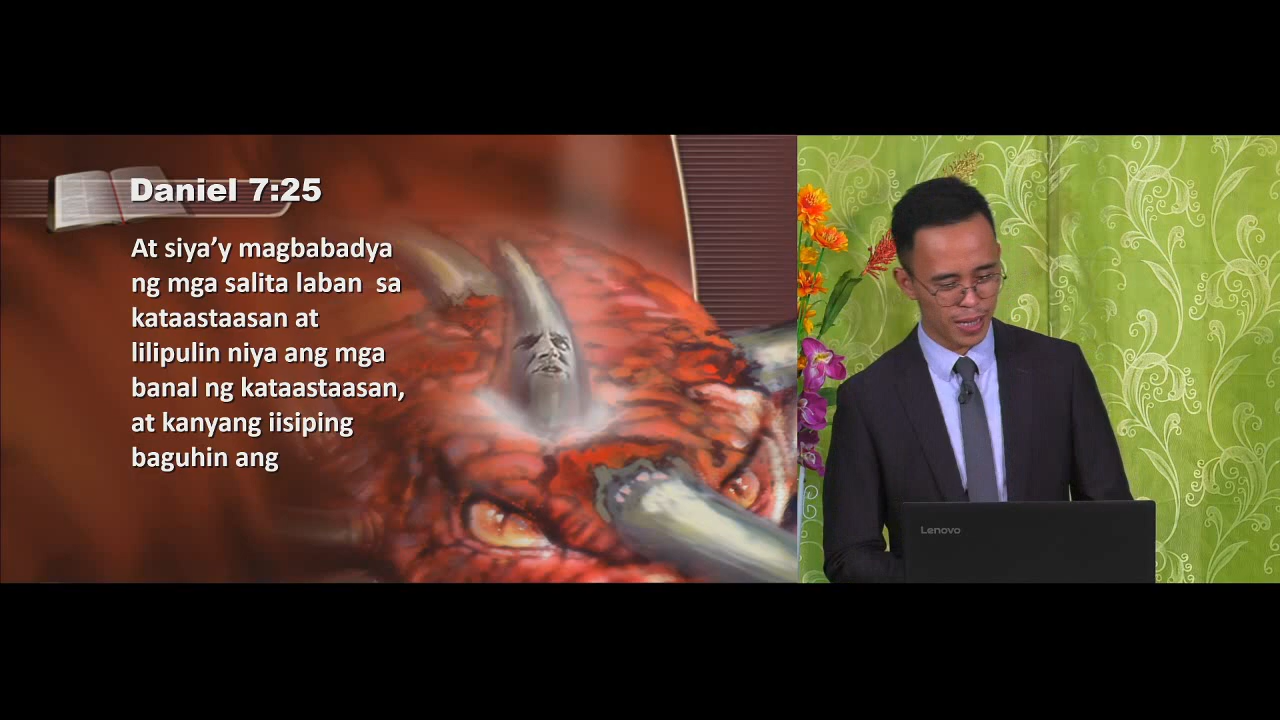 Daniel 7:25
At siya’y magbabadya
ng mga salita laban  sa
kataastaasan at
lilipulin niya ang mga
banal ng kataastaasan,
at kanyang iisiping
baguhin ang
Lenovo